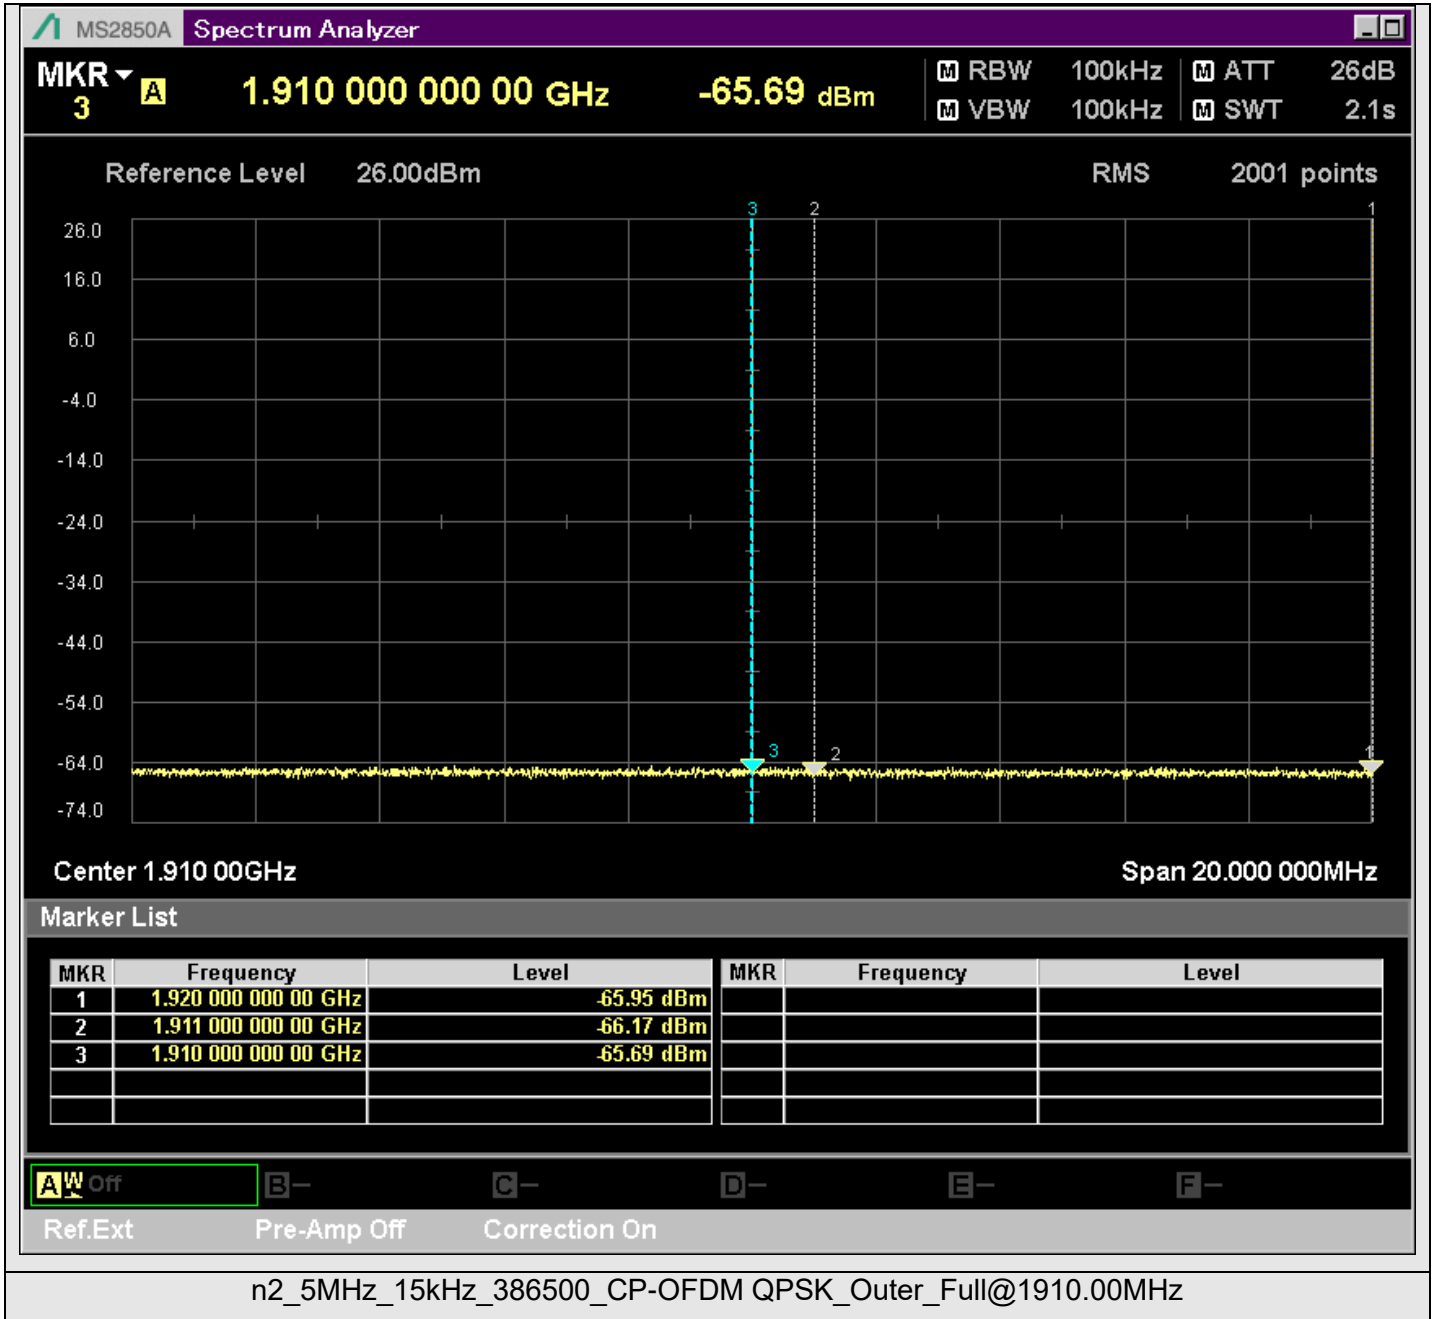 MS2850A Spectrum Analyzer
MKR 3 A 1.910 000 000 00 GHz -65.69 dBm M RBW 100kHz M ATT 26dB
M VBW 100kHz M SWT 2.1s
Reference Level 26.00dBm RMS 2001 points
3 2 1
26.0
16.0
6.0
-4.0
-14.0
-24.0
-34.0
-44.0
-54.0
3 2 1
-64.0
-74.0
Center 1.910 00GHz Span 20.000 000MHz
Marker List
MKR Frequency Level MKR Frequency Level
1 1.920 000 000 00 GHz -65.95 dBm
2 1.911 000 000 00 GHz -66.17 dBm
3 1.910 000 000 00 GHz -65.69 dBm
A W Off B - C - D - E - F -
Ref.Ext Pre-Amp Off Correction On
n2_5MHz_15kHz_386500_CP-OFDM QPSK_Outer_Full@1910.00MHz